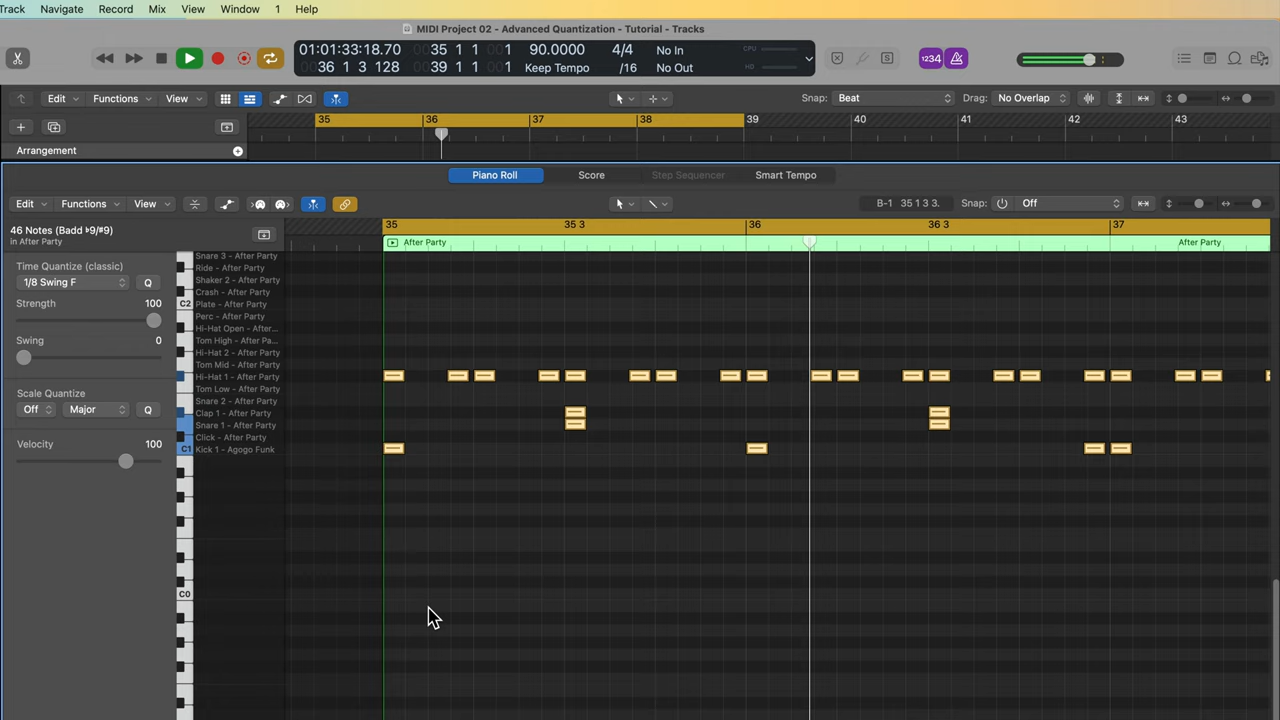 Track Navigate Record Mix View Window 1 Help
MIDI Project 02 - Advanced Quantization - Tutorial - Tracks
01:01:33:18.70 0035 1 1 001 90.0000 4/4 No In CPU
0036 1 3 128 0039 1 1 001 Keep Tempo /16 No Out HD
1234
Edit Functions View Snap: Beat Drag: No Overlap
35 36 37 38 39 40 41 42 43
Arrangement
Piano Roll Score Step Sequencer Smart Tempo
Edit Functions View B-1 35 1 3. Snap: Off
46 Notes (Badd ♭9/#9) 35 35 3 36 36 3 37
in After Party After Party After Party
Time Quantize (classic)
1/8 Swing F Q
Strength 100
Swing 0
Scale Quantize
Off Major Q
Velocity 100
Snare 3 - After Party
Ride - After Party
Shaker 2 - After Party
Crash - After Party
C2 Plate - After Party
Perc - After Party
Hi-Hat Open - After...
Tom High - After Pa...
Hi-Hat 2 - After Party
Tom Mid - After Party
Hi-Hat 1 - After Party
Tom Low - After Party
Snare 2 - After Party
Clap 1 - After Party
Snare 1 - After Party
Click - After Party
C1 Kick 1 - Agogo Funk
C0